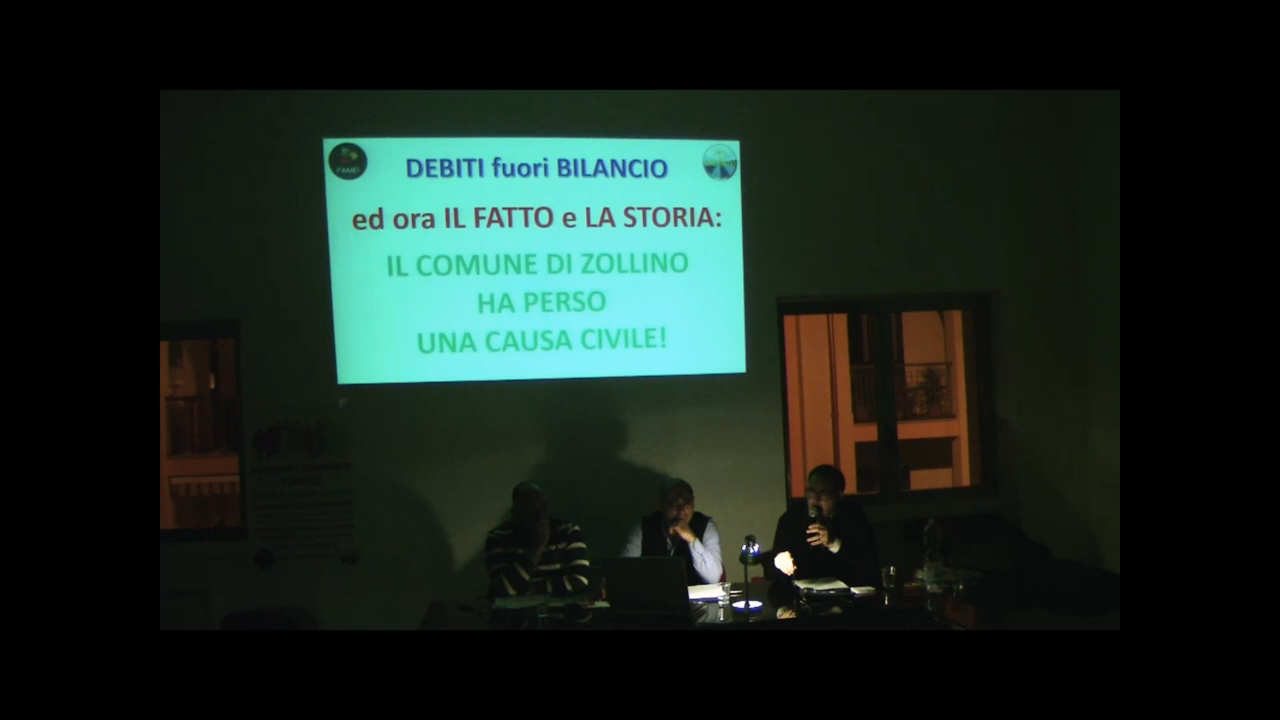 DEBITI fuori BILANCIO
ed ora IL FATTO e LA STORIA:
IL COMUNE DI ZOLLINO
HA PERSO
UNA CAUSA CIVILE!